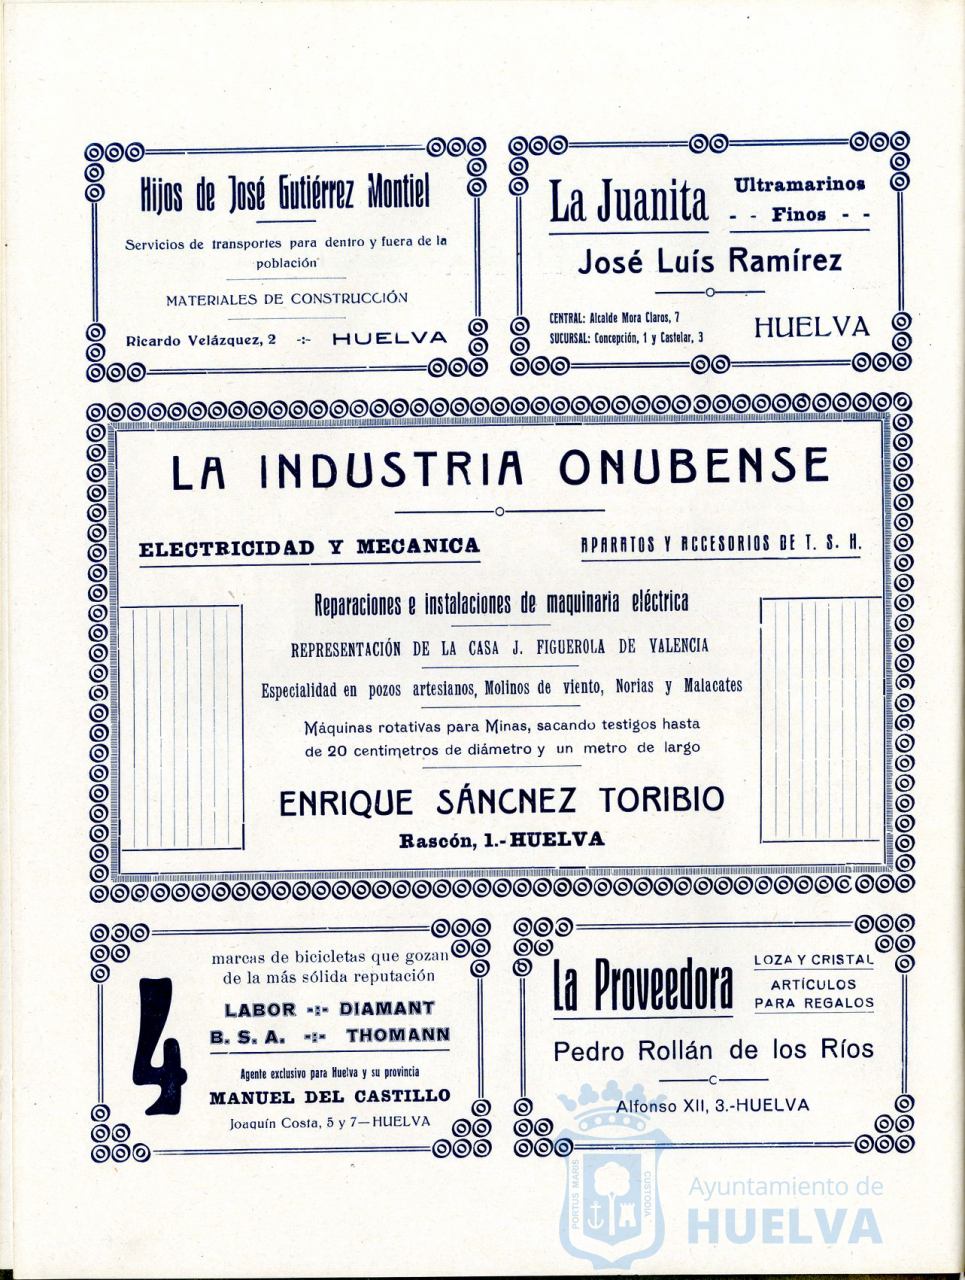 Hijos de José Gutiérrez Montiel
Servicios de transportes para dentro y fuera de la
población
MATERIALES DE CONSTRUCCIÓN
Ricardo Velázquez, 2 -:- HUELVA
La Juanita
Ultramarinos
- - Finos - -
José Luís Ramírez
CENTRAL: Alcalde Mora Claros, 7
SUCURSAL: Concepción, 1 y Castelar, 3
HUELVA
LA INDUSTRIA ONUBENSE
ELECTRICIDAD Y MECANICA
APARATOS Y ACCESORIOS DE T. S. H.
Reparaciones e instalaciones de maquinaria eléctrica
REPRESENTACIÓN DE LA CASA J. FIGUEROLA DE VALENCIA
Especialidad en pozos artesianos, Molinos de viento, Norias y Malacates
Máquinas rotativas para Minas, sacando testigos hasta
de 20 centimetros de diámetro y un metro de largo
ENRIQUE SÁNCNEZ TORIBIO
Rascón, 1.-HUELVA
4
marcas de bicicletas que gozan
de la más sólida reputación
LABOR -:- DIAMANT
B. S. A. -:- THOMANN
Agente exclusivo para Huelva y su provincia
MANUEL DEL CASTILLO
Joaquín Costa, 5 y 7—HUELVA
La Proveedora
LOZA Y CRISTAL
ARTÍCULOS
PARA REGALOS
Pedro Rollán de los Ríos
Alfonso XII, 3.-HUELVA
PORTUS MARIS
CUSTODIA
Ayuntamiento de
HUELVA